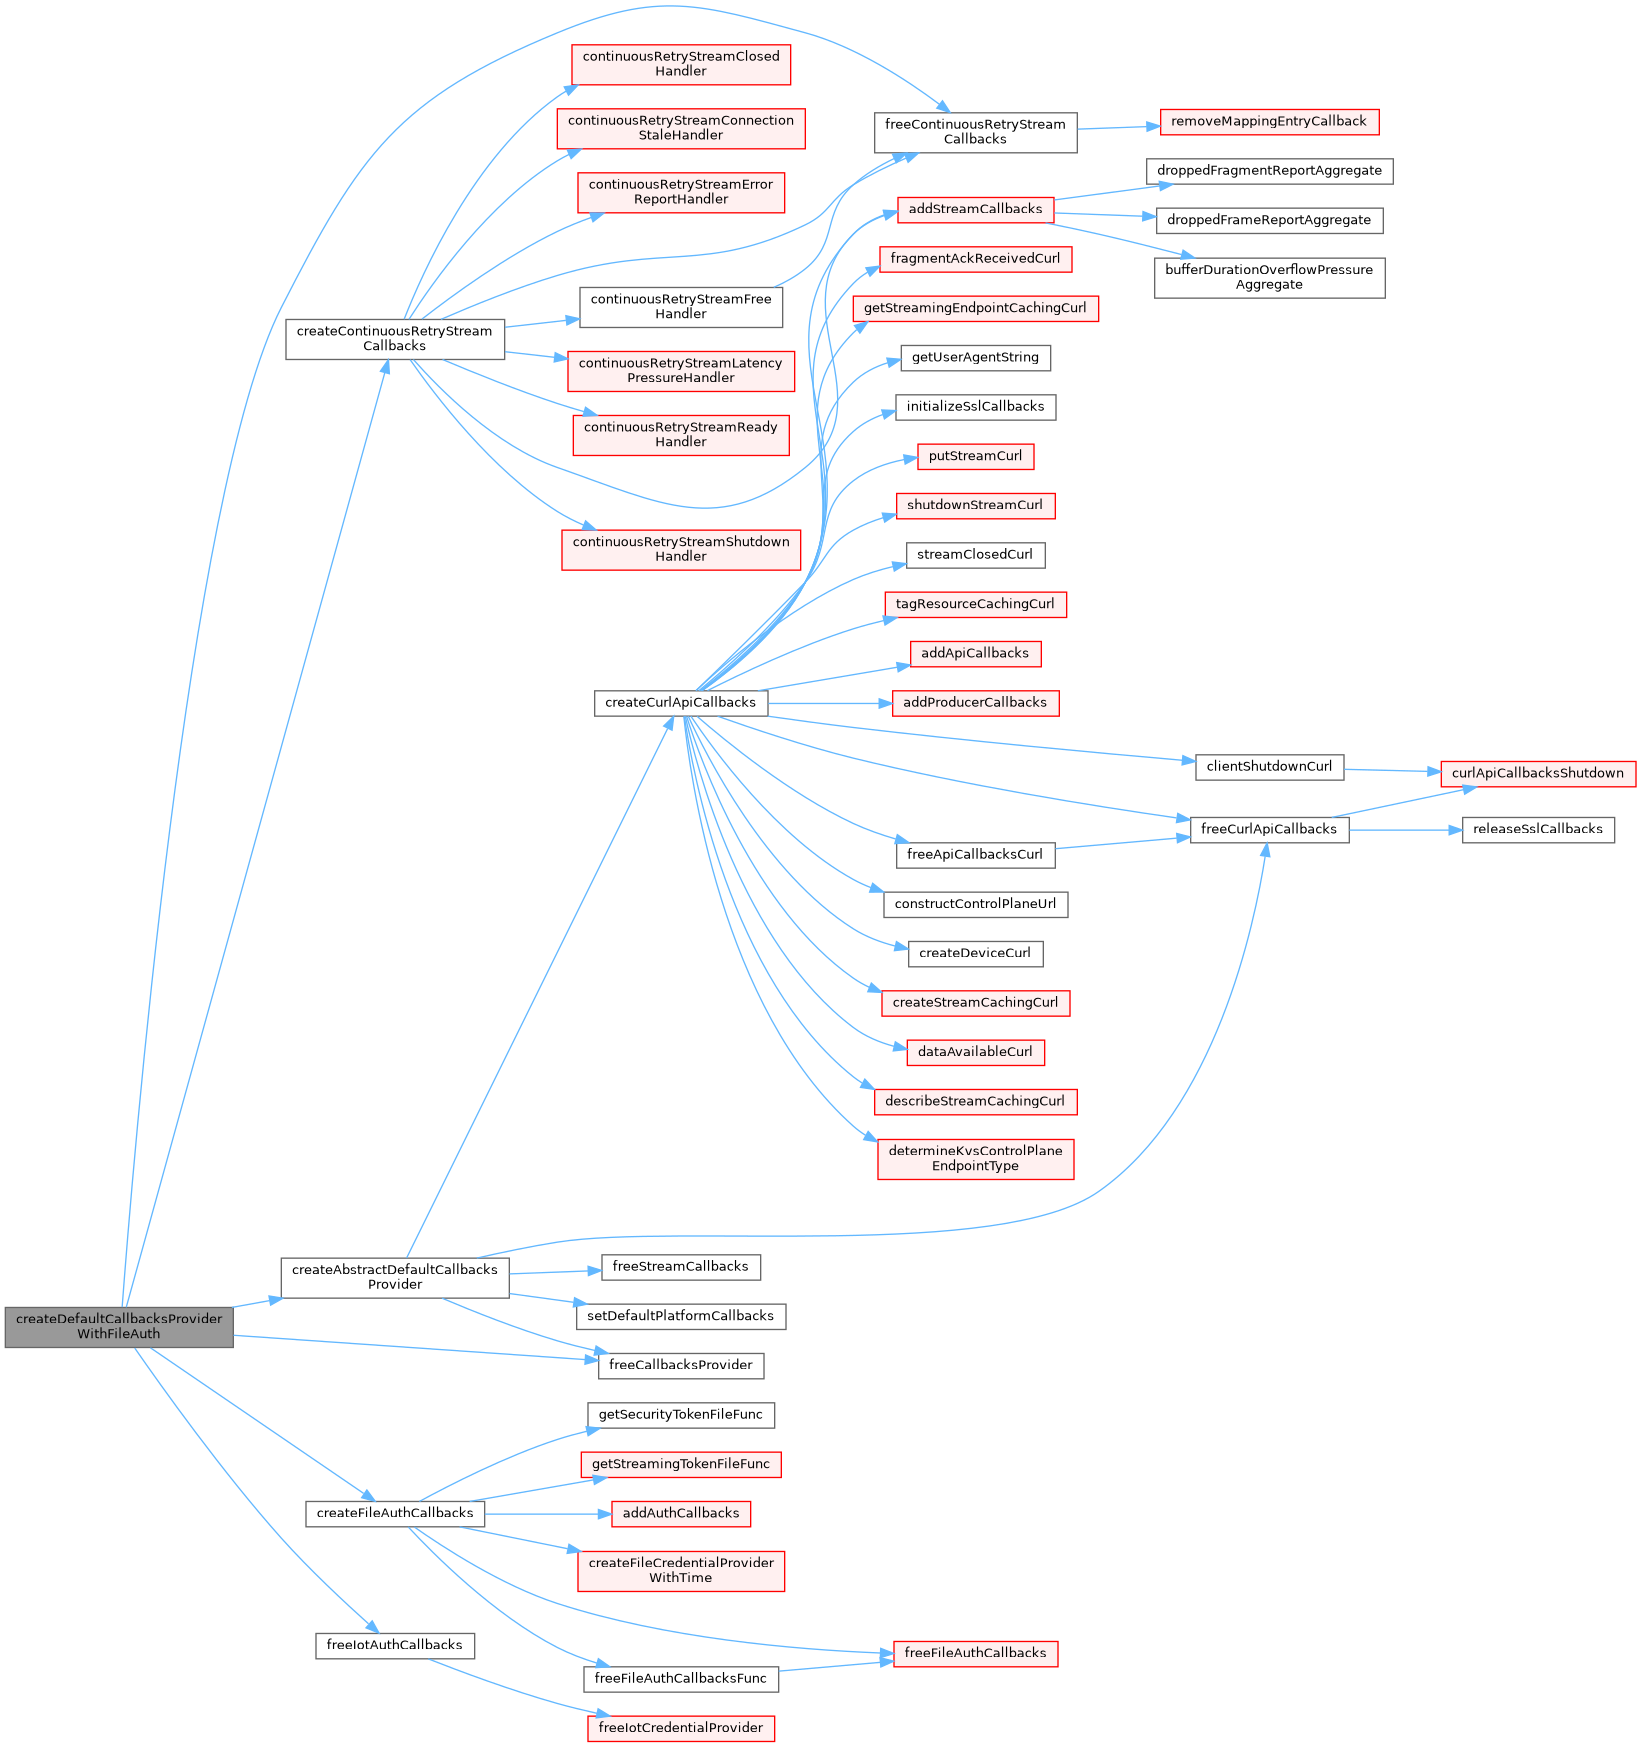 continuousRetryStreamClosed
Handler
continuousRetryStreamConnection
StaleHandler
freeContinuousRetryStream
Callbacks
removeMappingEntryCallback
droppedFragmentReportAggregate
continuousRetryStreamError
ReportHandler
addStreamCallbacks
droppedFrameReportAggregate
fragmentAckReceivedCurl
bufferDurationOverflowPressure
Aggregate
continuousRetryStreamFree
Handler
getStreamingEndpointCachingCurl
createContinuousRetryStream
Callbacks
getUserAgentString
continuousRetryStreamLatency
PressureHandler
initializeSslCallbacks
continuousRetryStreamReady
Handler
putStreamCurl
shutdownStreamCurl
continuousRetryStreamShutdown
Handler
streamClosedCurl
tagResourceCachingCurl
addApiCallbacks
createCurlApiCallbacks
addProducerCallbacks
clientShutdownCurl
curlApiCallbacksShutdown
freeCurlApiCallbacks
releaseSslCallbacks
freeApiCallbacksCurl
constructControlPlaneUrl
createDeviceCurl
createStreamCachingCurl
dataAvailableCurl
describeStreamCachingCurl
determineKvsControlPlane
EndpointType
createAbstractDefaultCallbacks
Provider
freeStreamCallbacks
setDefaultPlatformCallbacks
createDefaultCallbacksProvider
WithFileAuth
freeCallbacksProvider
getSecurityTokenFileFunc
getStreamingTokenFileFunc
createFileAuthCallbacks
addAuthCallbacks
createFileCredentialProvider
WithTime
freeIotAuthCallbacks
freeFileAuthCallbacks
freeFileAuthCallbacksFunc
freeIotCredentialProvider